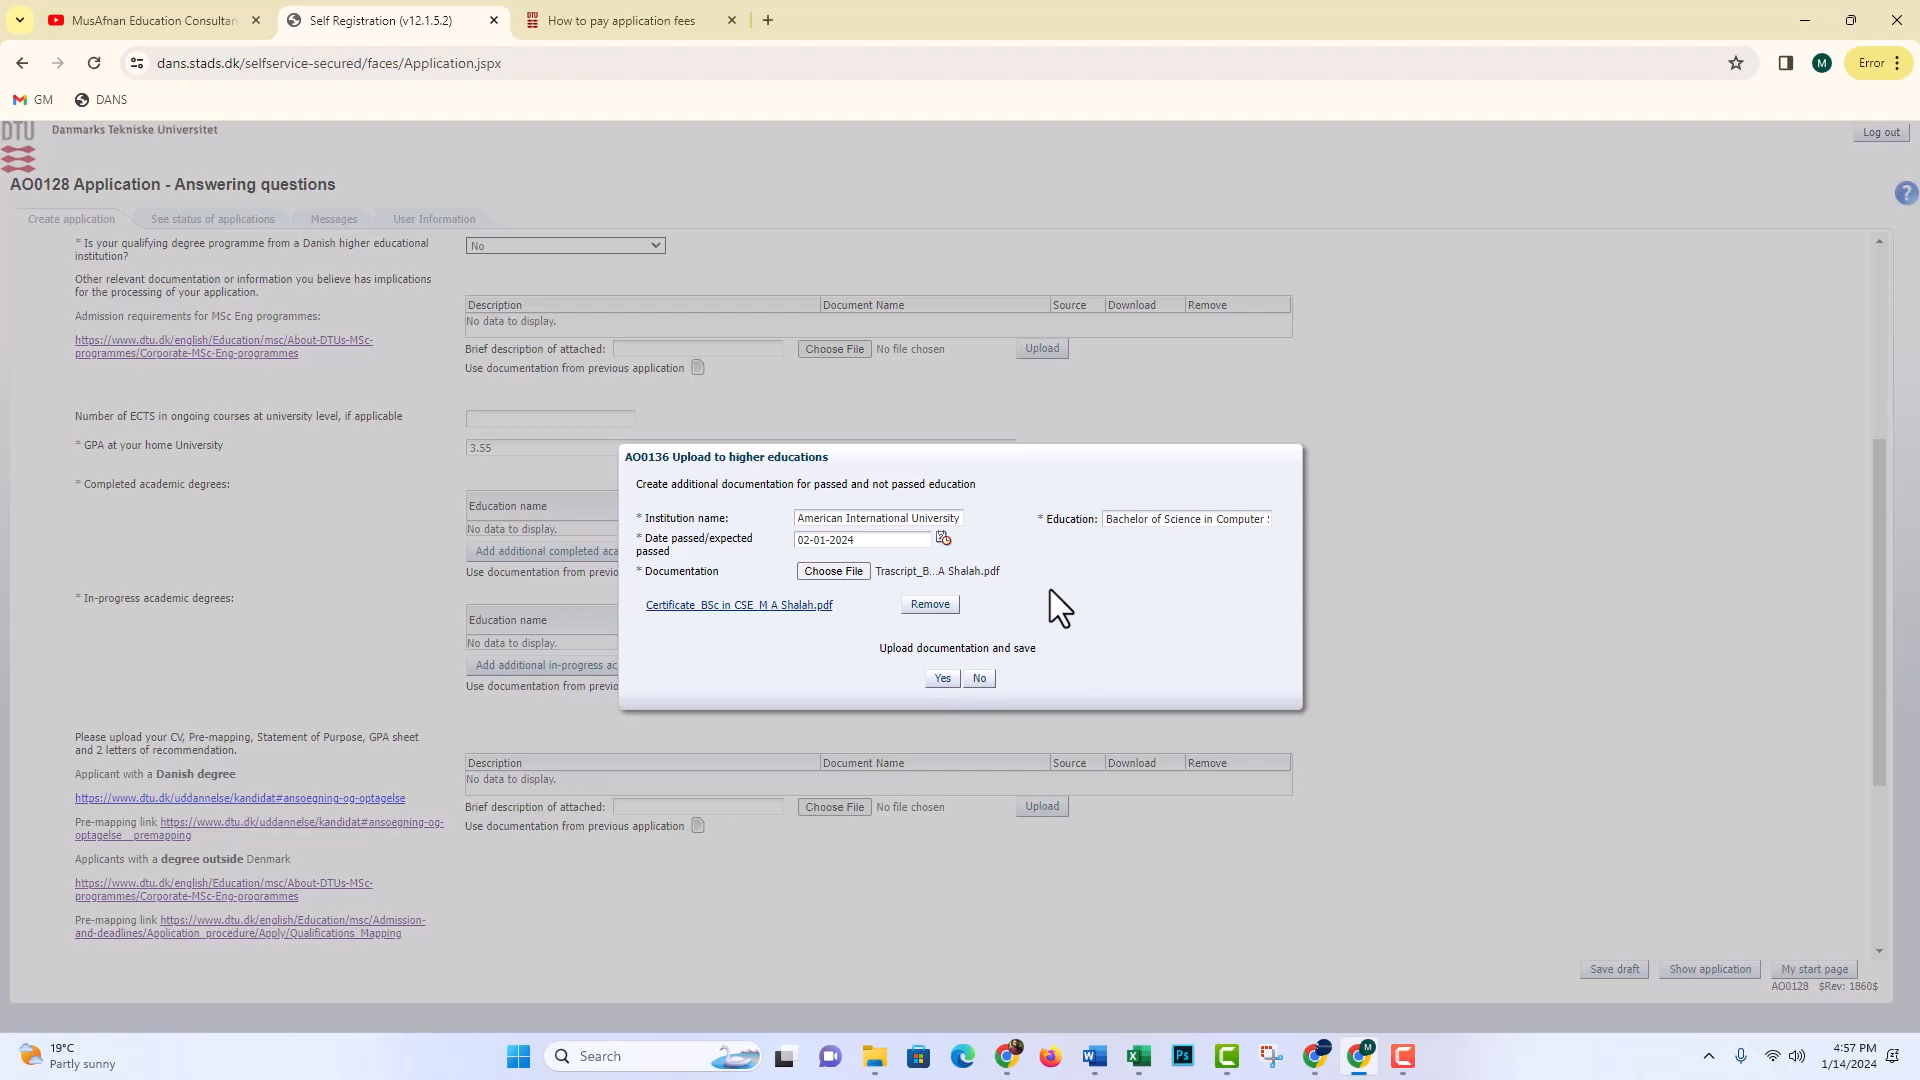 MusAfnan Education Consultan
Self Registration (v12.1.5.2)
How to pay application fees
dans.stads.dk/selfservice-secured/faces/Application.jspx
M
Error
GM
DANS
DTU
Danmarks Tekniske Universitet
Log out
AO0128 Application - Answering questions
?
Create application
See status of applications
Messages
User Information
* Is your qualifying degree programme from a Danish higher educational
institution?
No
Other relevant documentation or information you believe has implications
for the processing of your application.
Admission requirements for MSc Eng programmes:
https://www.dtu.dk/english/Education/msc/About-DTUs-MSc-
programmes/Corporate-MSc-Eng-programmes
Description Document Name Source Download Remove
No data to display.
Brief description of attached: Choose File No file chosen Upload
Use documentation from previous application
Number of ECTS in ongoing courses at university level, if applicable
* GPA at your home University
3.55
* Completed academic degrees:
Education name
No data to display.
Add additional completed aca
Use documentation from previo
* In-progress academic degrees:
Education name
No data to display.
Add additional in-progress ac
Use documentation from previo
AO0136 Upload to higher educations
Create additional documentation for passed and not passed education
* Institution name: American International University
* Education: Bachelor of Science in Computer
* Date passed/expected
passed
02-01-2024
* Documentation Choose File Trascript_B...A Shalah.pdf
Certificate_BSc in CSE_M A Shalah.pdf Remove
Upload documentation and save
Yes No
Please upload your CV, Pre-mapping, Statement of Purpose, GPA sheet
and 2 letters of recommendation.
Applicant with a Danish degree
https://www.dtu.dk/uddannelse/kandidat#ansoegning-og-optagelse
Pre-mapping link https://www.dtu.dk/uddannelse/kandidat#ansoegning-og-
optagelse__premapping
Applicants with a degree outside Denmark
https://www.dtu.dk/english/Education/msc/About-DTUs-MSc-
programmes/Corporate-MSc-Eng-programmes
Pre-mapping link https://www.dtu.dk/english/Education/msc/Admission-
and-deadlines/Application_procedure/Apply/Qualifications_Mapping
Description Document Name Source Download Remove
No data to display.
Brief description of attached: Choose File No file chosen Upload
Use documentation from previous application
Save draft Show application My start page
AO0128 $Rev: 1860$
19°C
Partly sunny
Search
4:57 PM
1/14/2024